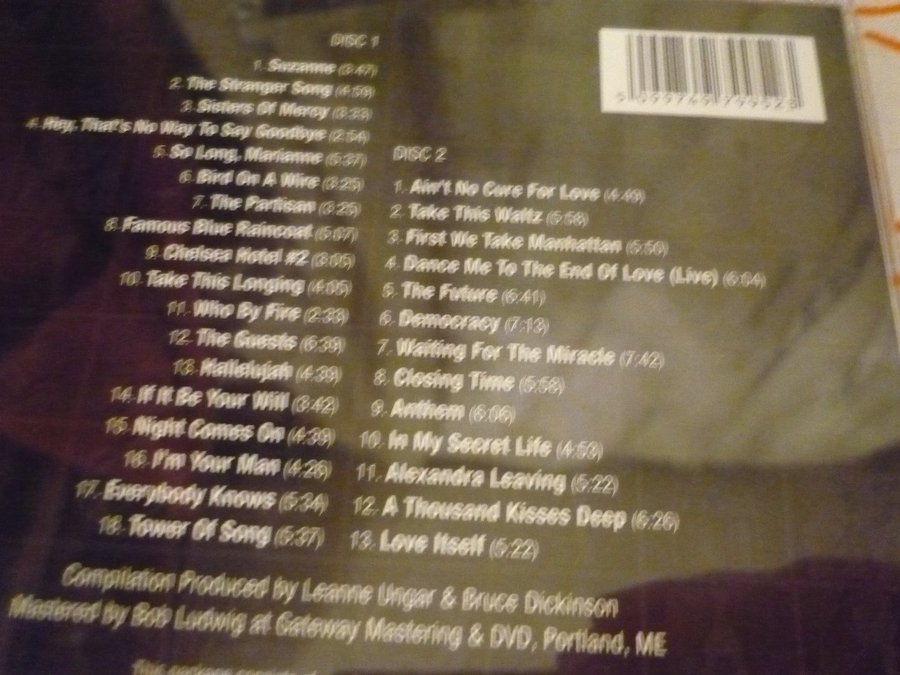 DISC 1
1. Suzanne (3:47)
2. The Stranger Song (4:56)
3. Sisters Of Mercy (3:33)
4. Hey, That's No Way To Say Goodbye (2:54)
5. So Long, Marianne (5:37)
6. Bird On A Wire (3:25)
7. The Partisan (3:25)
8. Famous Blue Raincoat (5:07)
9. Chelsea Hotel #2 (3:05)
10. Take This Longing (4:05)
11. Who By Fire (2:33)
12. The Guests (6:39)
13. Hallelujah (4:39)
14. If It Be Your Will (3:42)
15. Night Comes On (4:39)
16. I'm Your Man (4:26)
17. Everybody Knows (5:34)
18. Tower Of Song (5:37)
DISC 2
1. Ain't No Cure For Love (4:49)
2. Take This Waltz (5:58)
3. First We Take Manhattan (5:50)
4. Dance Me To The End Of Love (Live) (6:04)
5. The Future (6:41)
6. Democracy (7:13)
7. Waiting For The Miracle (7:42)
8. Closing Time (5:58)
9. Anthem (6:06)
10. In My Secret Life (4:53)
11. Alexandra Leaving (5:22)
12. A Thousand Kisses Deep (6:26)
13. Love Itself (5:22)
Compilation Produced by Leanne Ungar & Bruce Dickinson
Mastered by Bob Ludwig at Gateway Mastering & DVD, Portland, ME